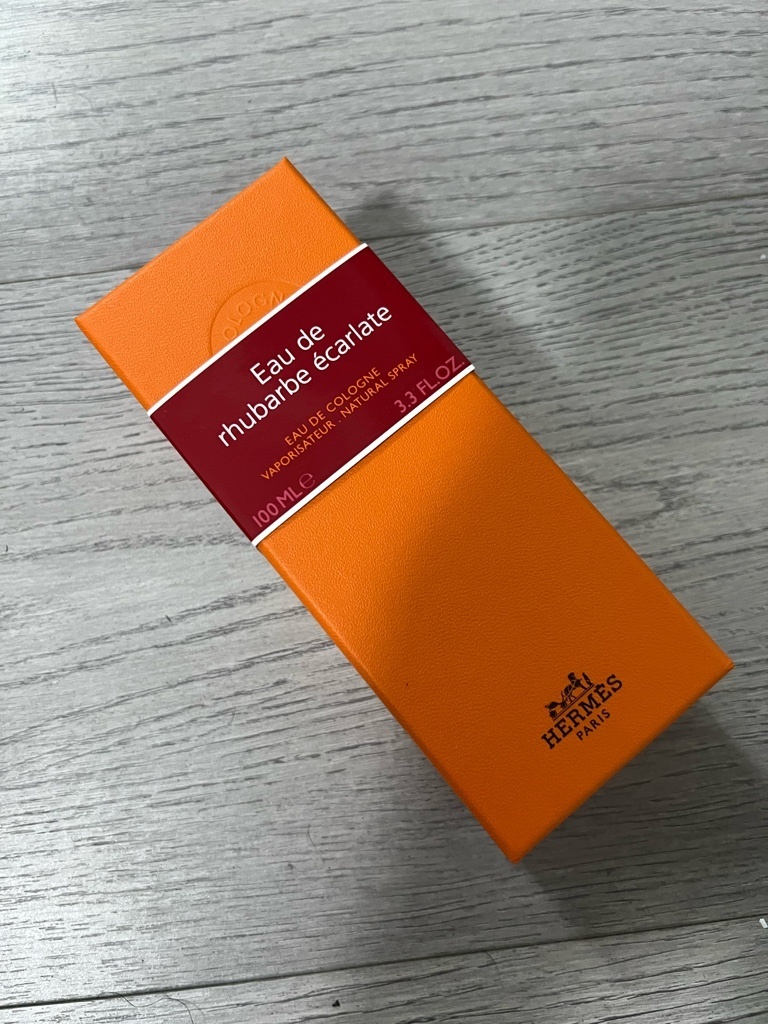 Eau de
rhubarbe écarlate
EAU DE COLOGNE
VAPORISATEUR . NATURAL SPRAY
100 ML ℮ 3.3 FL.OZ.
HERMÈS
PARIS